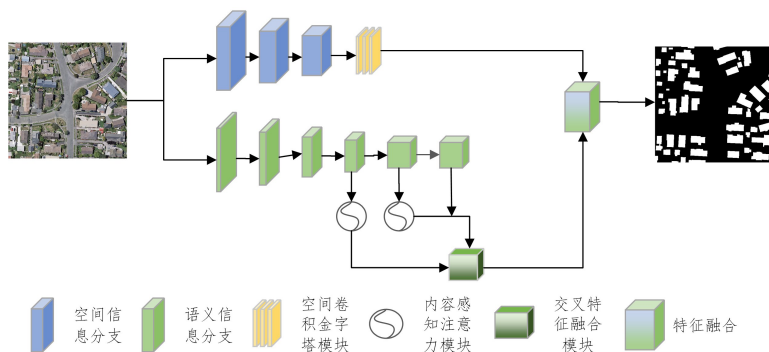 空间信
息分支
语义信
息分支
空间卷
积金字
塔模块
内容感
知注意
力模块
交叉特
征融合
模块
特征融合